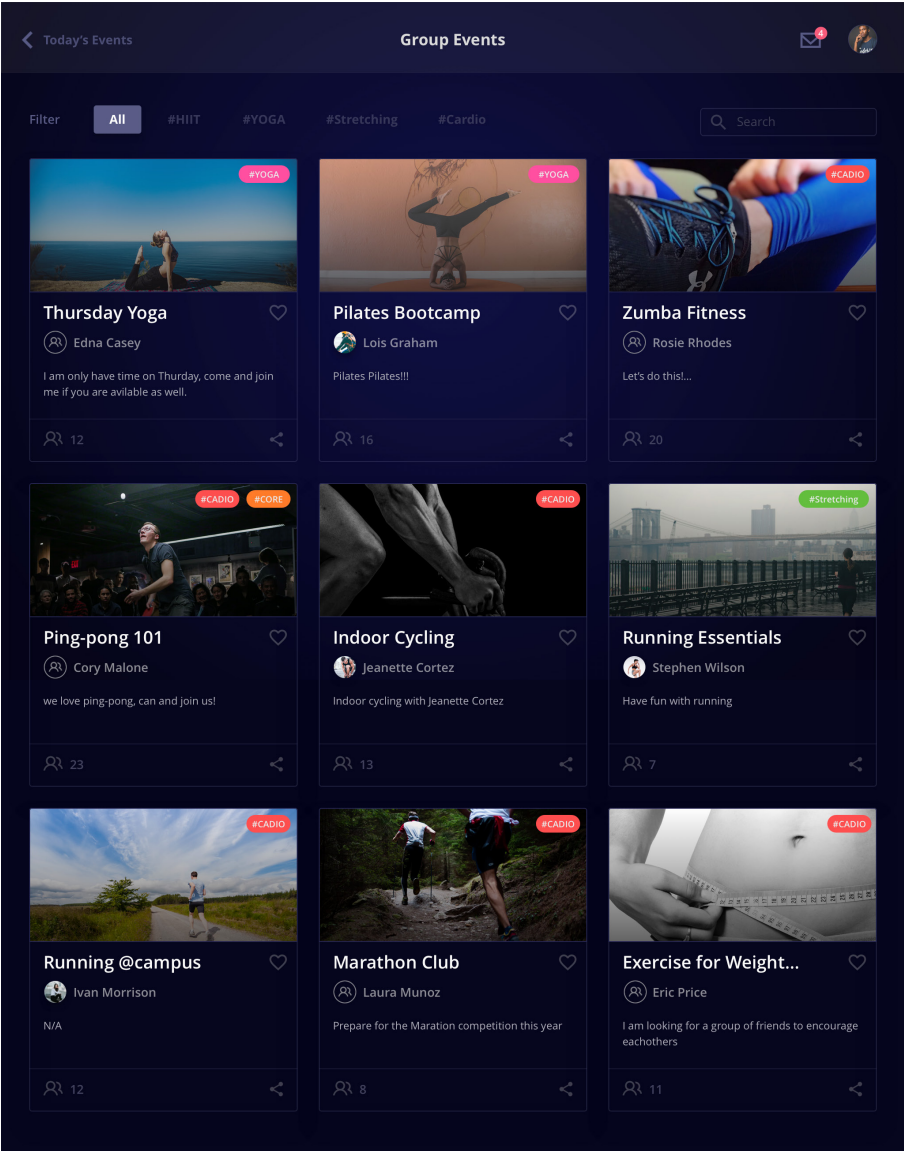 Today's Events
Group Events
4
Filter
All
#HIIT
#YOGA
#Stretching
#Cardio
Search
#YOGA
Thursday Yoga
Edna Casey
I am only have time on Thurday, come and join
me if you are avilable as well.
12
#YOGA
Pilates Bootcamp
Lois Graham
Pilates Pilates!!!
16
#CADIO
Zumba Fitness
Rosie Rhodes
Let's do this!...
20
#CADIO
#CORE
Ping-pong 101
Cory Malone
we love ping-pong, can and join us!
23
#CADIO
Indoor Cycling
Jeanette Cortez
Indoor cycling with Jeanette Cortez
13
#Stretching
Running Essentials
Stephen Wilson
Have fun with running
7
#CADIO
Running @campus
Ivan Morrison
N/A
12
#CADIO
Marathon Club
Laura Munoz
Prepare for the Maration competition this year
8
#CADIO
Exercise for Weight...
Eric Price
I am looking for a group of friends to encourage
eachothers
11